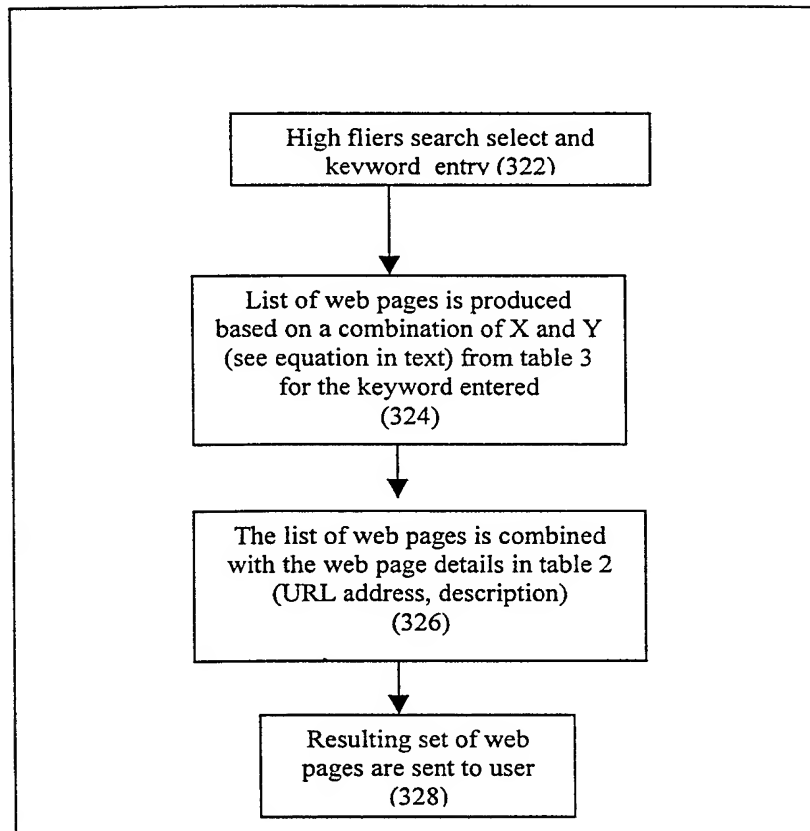 High fliers search select and
keyword entry (322)
List of web pages is produced
based on a combination of X and Y
(see equation in text) from table 3
for the keyword entered
(324)
The list of web pages is combined
with the web page details in table 2
(URL address, description)
(326)
Resulting set of web
pages are sent to user
(328)